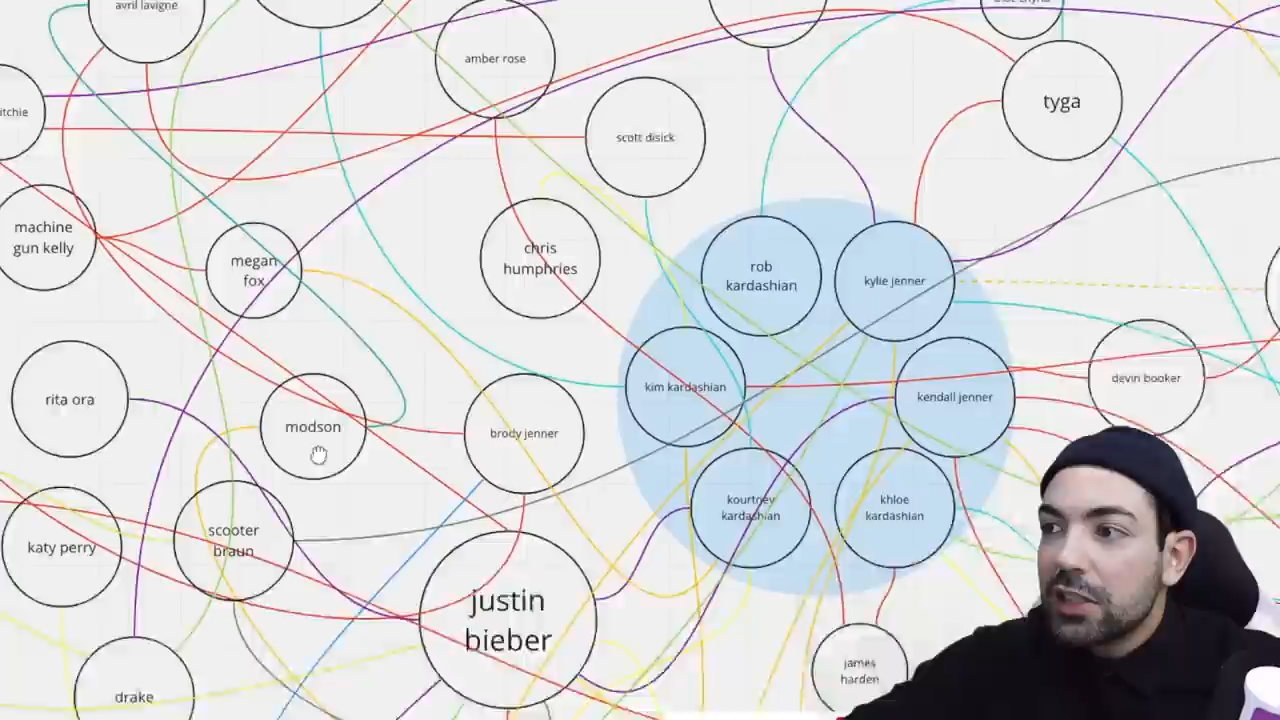 avril lavigne
amber rose
tyga
itchie
scott disick
machine
gun kelly
megan
fox
chris
humphries
rob
kardashian
kylie jenner
rita ora
modson
brody jenner
kim kardashian
kendall jenner
devin booker
katy perry
scooter
braun
justin
bieber
kourtney
kardashian
khloe
kardashian
james
harden
drake